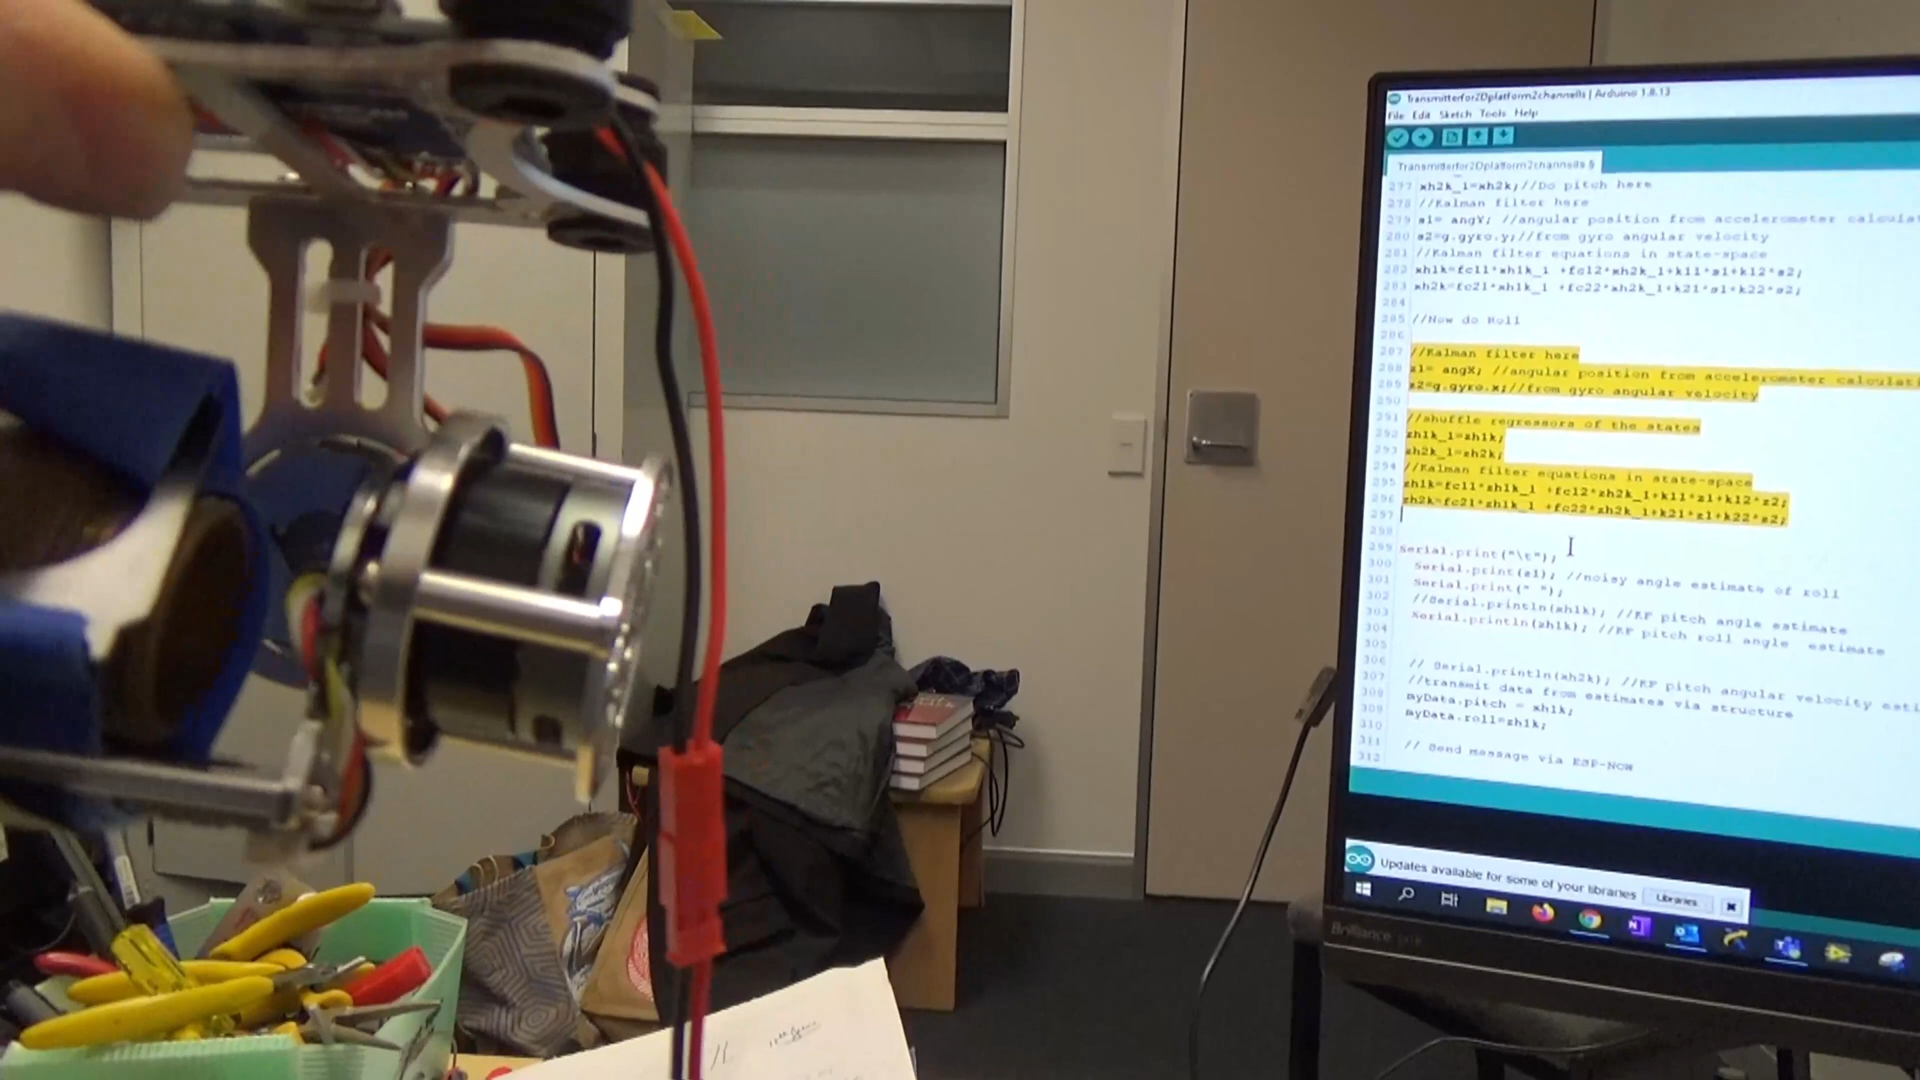 Transmitterfor2Dplatform2channells | Arduino 1.8.13
File Edit Sketch Tools Help
Transmitterfor2Dplatform2channells §
277 xh2k_1=xh2k;//Do pitch here
278 //Kalman filter here
279 s1= angY; //angular position from accelerometer
280 s2=g.gyro.y;//from gyro angular velocity
281 //Kalman filter equations in state-space
282 xh1k=fc11*xh1k_1 +fc12*xh2k_1+k11*s1+k12*s2;
283 xh2k=fc21*xh1k_1 +fc22*xh2k_1+k21*s1+k22*s2;
284
285 //Now do Roll
286
287 //Kalman filter here
288 z1= angX; //angular position from accelerometer
289 z2=g.gyro.x;//from gyro angular velocity
290
291 //shuffle regressors of the states
292 zh1k_1=zh1k;
293 zh2k_1=zh2k;
294 //Kalman filter equations in state-space
295 zh1k=fc11*zh1k_1 +fc12*zh2k_1+k11*z1+k12*z2;
296 zh2k=fc21*zh1k_1 +fc22*zh2k_1+k21*z1+k22*z2;
297
298
299 Serial.print("\t");
300 Serial.print(z1); //noisy angle estimate of roll
301 Serial.print(" ");
302 //Serial.println(xh1k); //KF pitch angle estimate
303 Serial.println(zh1k); //KF pitch roll angle estimate
304
305
306 // Serial.println(xh2k); //KF pitch angular velocity
307 //transmit data from estimates via structure
308 myData.pitch = xh1k;
309 myData.roll=zh1k;
310
311 // Send message via ESP-NOW
312
Updates available for some of your libraries
Libraries
Brilliance